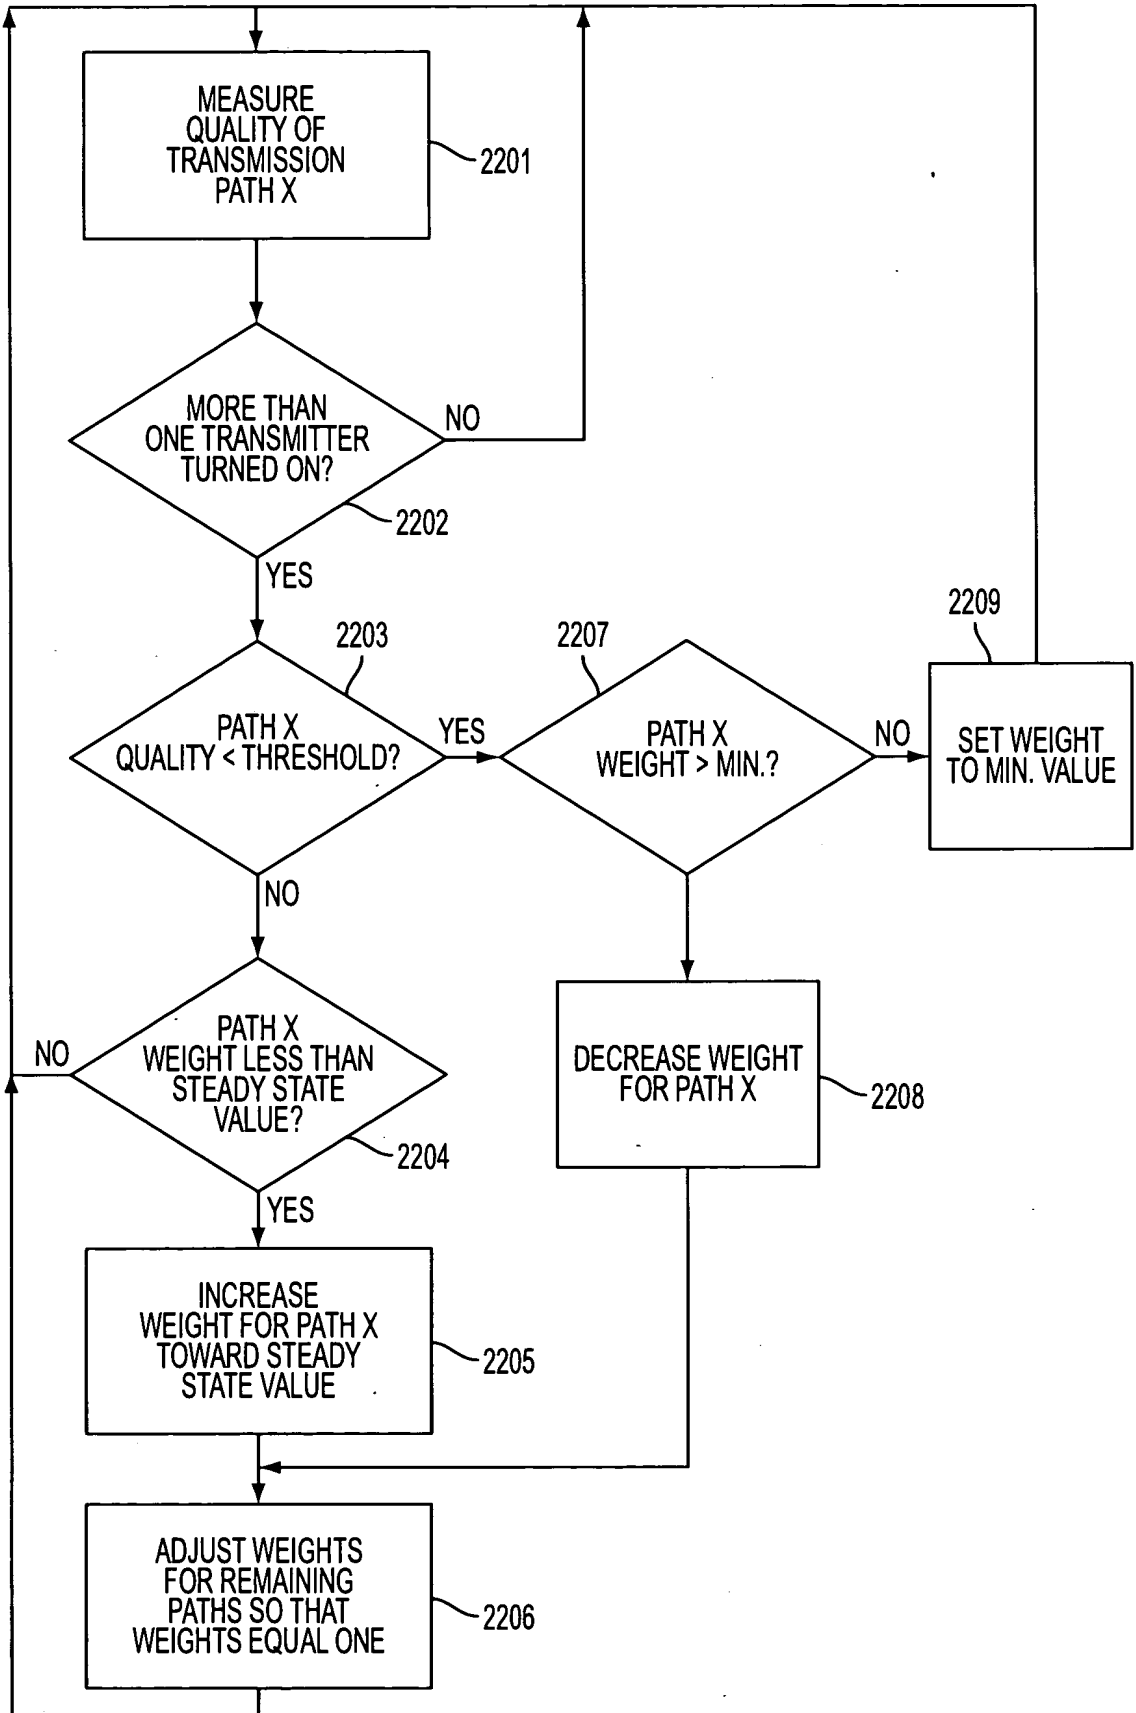 MEASURE
QUALITY OF
TRANSMISSION
PATH X
2201
MORE THAN
ONE TRANSMITTER
TURNED ON?
NO
2202
YES
2203
PATH X
QUALITY < THRESHOLD?
YES
2207
PATH X
WEIGHT > MIN.?
NO
2209
SET WEIGHT
TO MIN. VALUE
NO
PATH X
WEIGHT LESS THAN
STEADY STATE
VALUE?
NO
2204
DECREASE WEIGHT
FOR PATH X
2208
YES
INCREASE
WEIGHT FOR PATH X
TOWARD STEADY
STATE VALUE
2205
ADJUST WEIGHTS
FOR REMAINING
PATHS SO THAT
WEIGHTS EQUAL ONE
2206